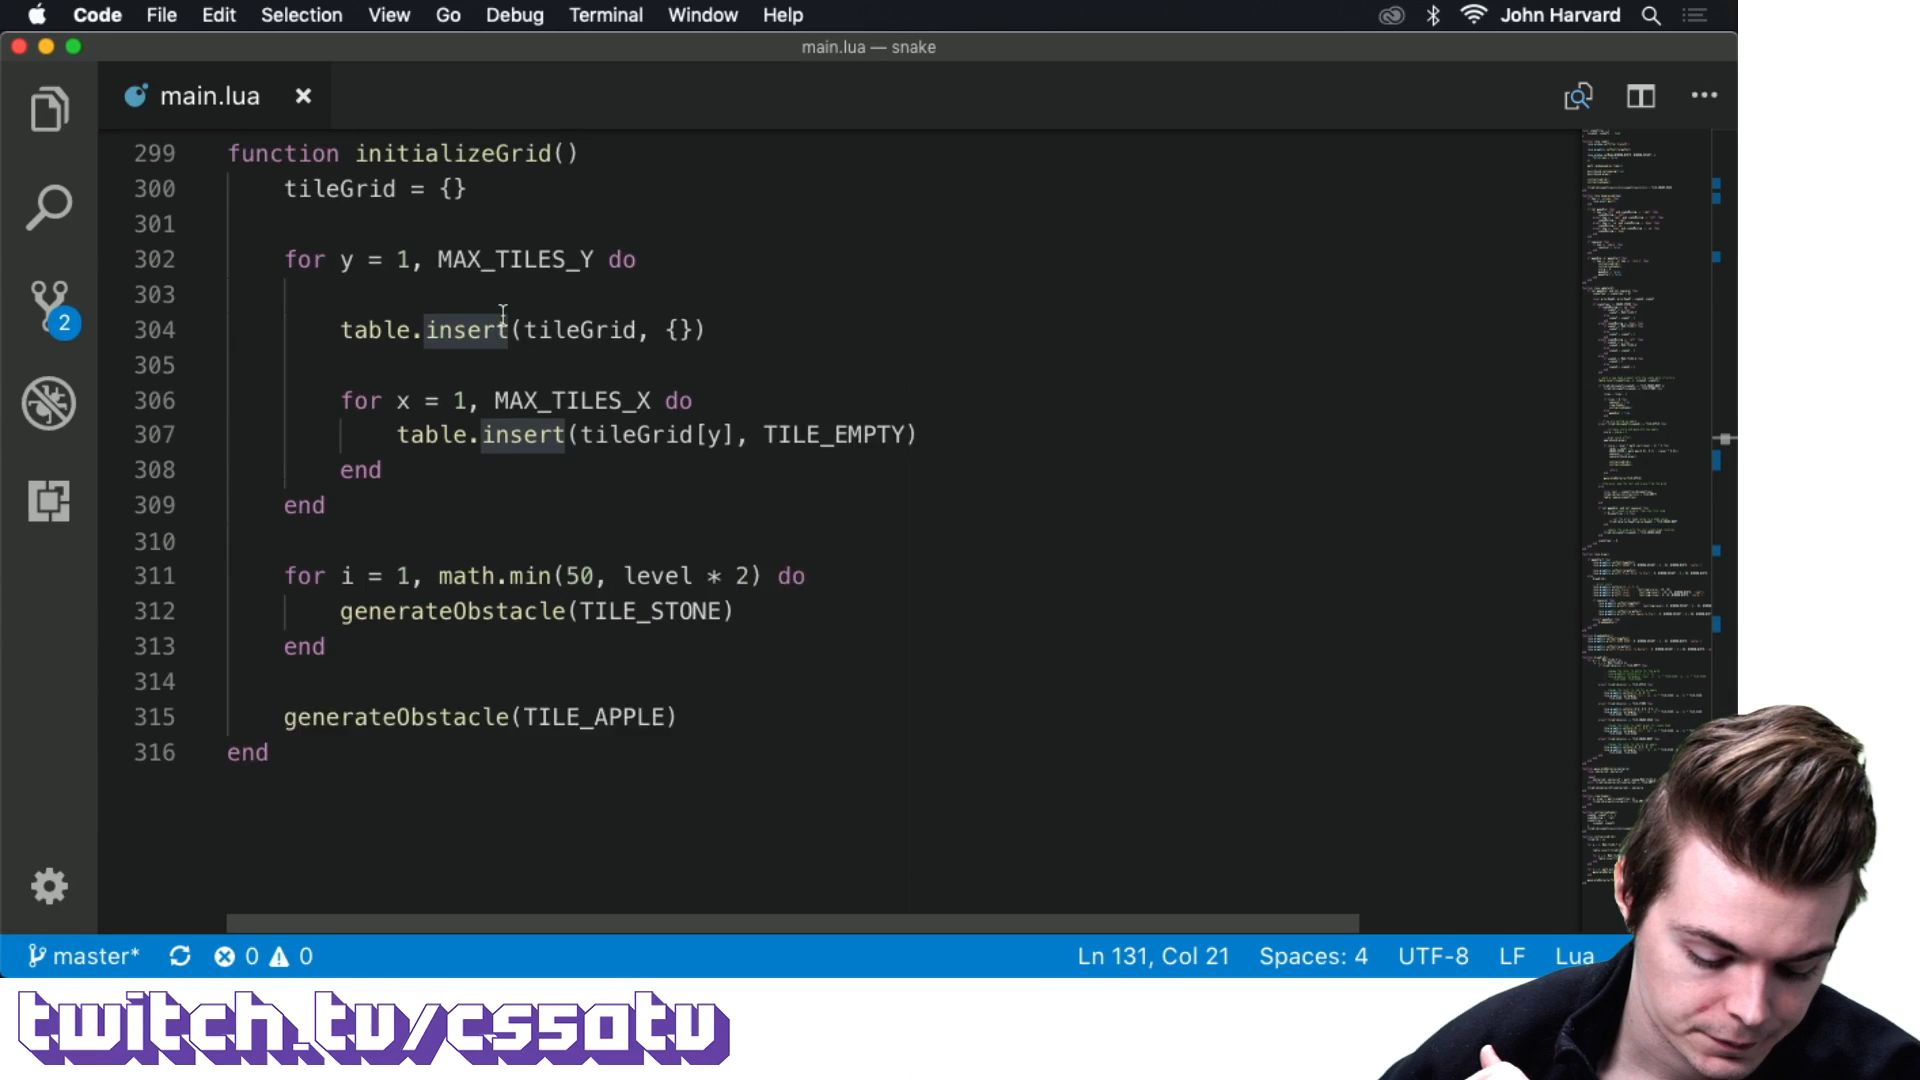 Code File Edit Selection View Go Debug Terminal Window Help John Harvard
main.lua — snake
main.lua
299 function initializeGrid()
300 tileGrid = {}
301
302 for y = 1, MAX_TILES_Y do
303
304 table.insert(tileGrid, {})
305
306 for x = 1, MAX_TILES_X do
307 table.insert(tileGrid[y], TILE_EMPTY)
308 end
309 end
310
311 for i = 1, math.min(50, level * 2) do
312 generateObstacle(TILE_STONE)
313 end
314
315 generateObstacle(TILE_APPLE)
316 end
2
master* 0 0 Ln 131, Col 21 Spaces: 4 UTF-8 LF Lua
twitch.tv/cs50tv